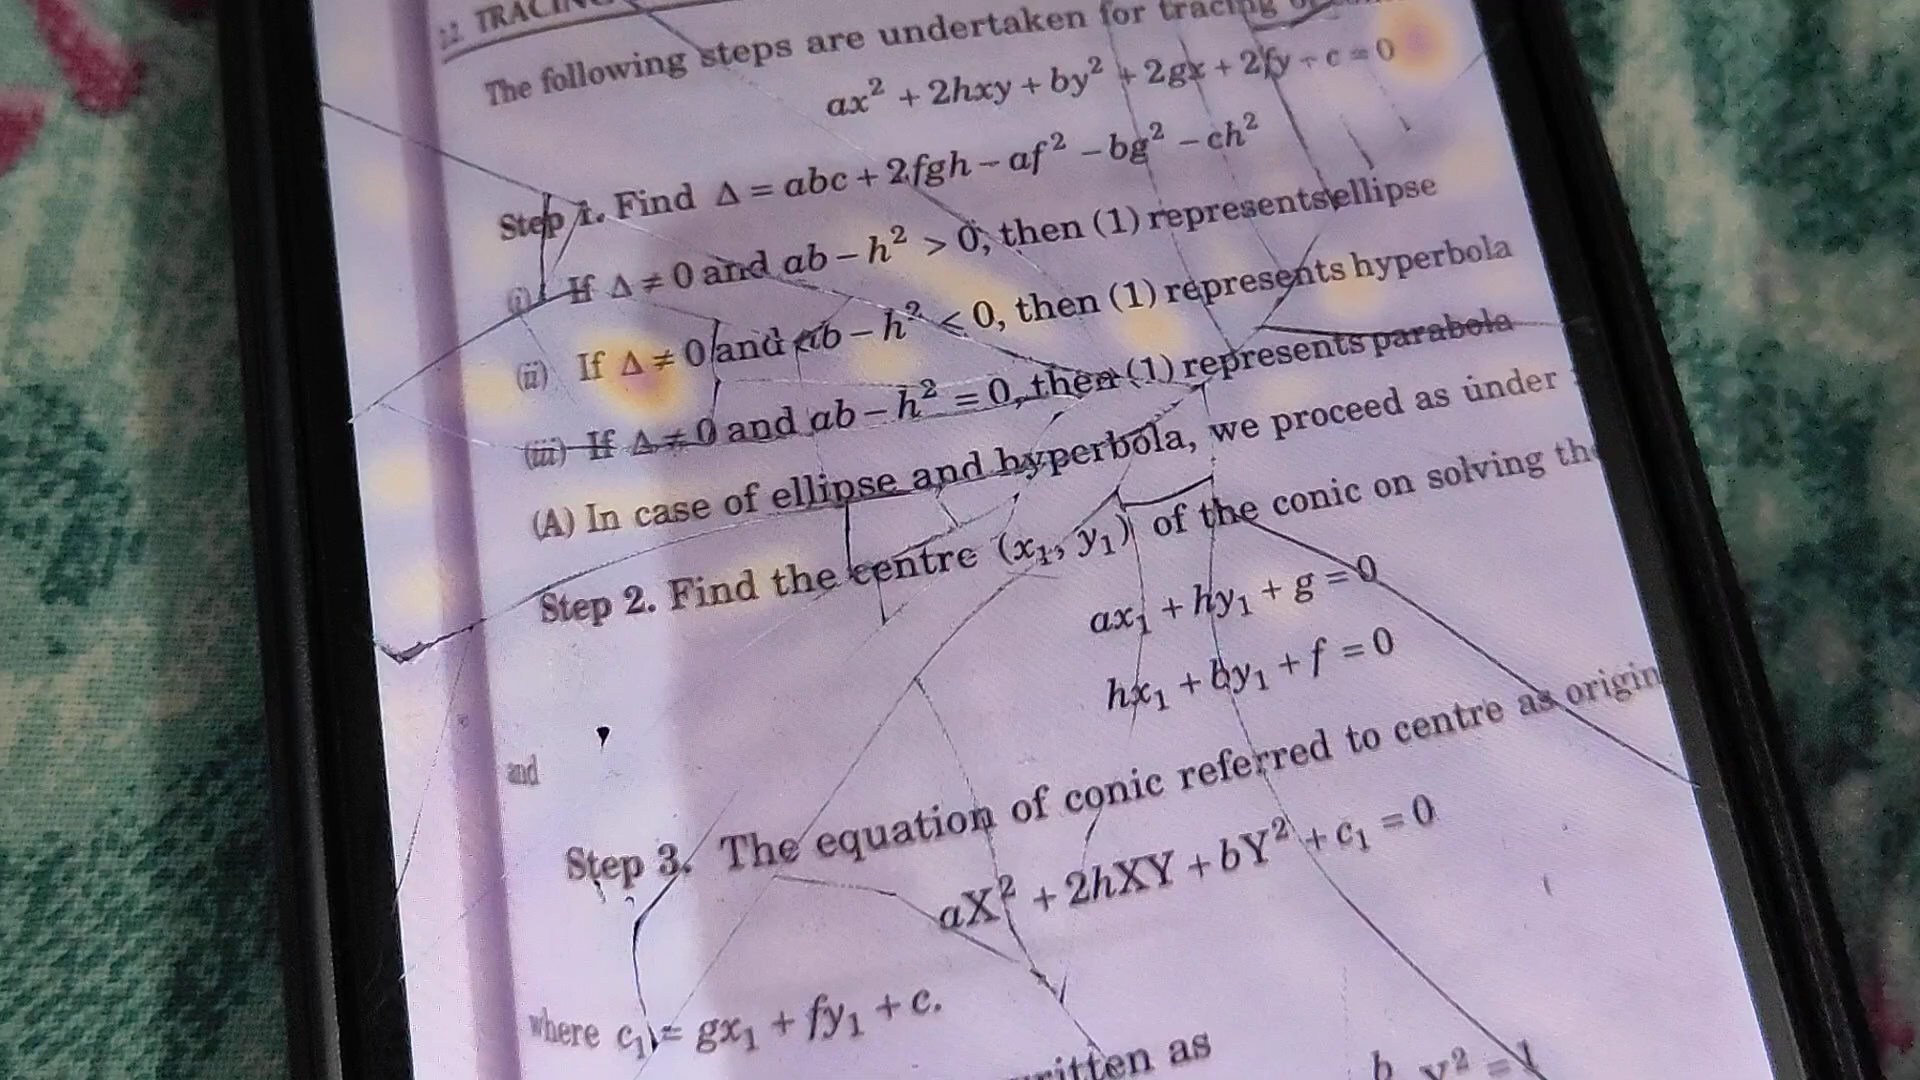 TRACIN
The following steps are undertaken for tracing
ax² + 2hxy + by² + 2gx + 2fy + c = 0
Step 1. Find Δ = abc + 2fgh − af² − bg² − ch²
(i) If Δ ≠ 0 and ab − h² > 0, then (1) represents ellipse
(ii) If Δ ≠ 0 and ab − h² < 0, then (1) represents hyperbola
(iii) If Δ ≠ 0 and ab − h² = 0, then (1) represents parabola
(A) In case of ellipse and hyperbola, we proceed as under :
Step 2. Find the centre (x₁, y₁) of the conic on solving the
ax₁ + hy₁ + g = 0
and
hx₁ + by₁ + f = 0
Step 3. The equation of conic referred to centre as origin
aX² + 2hXY + bY² + c₁ = 0
where c₁ = gx₁ + fy₁ + c.
ritten as